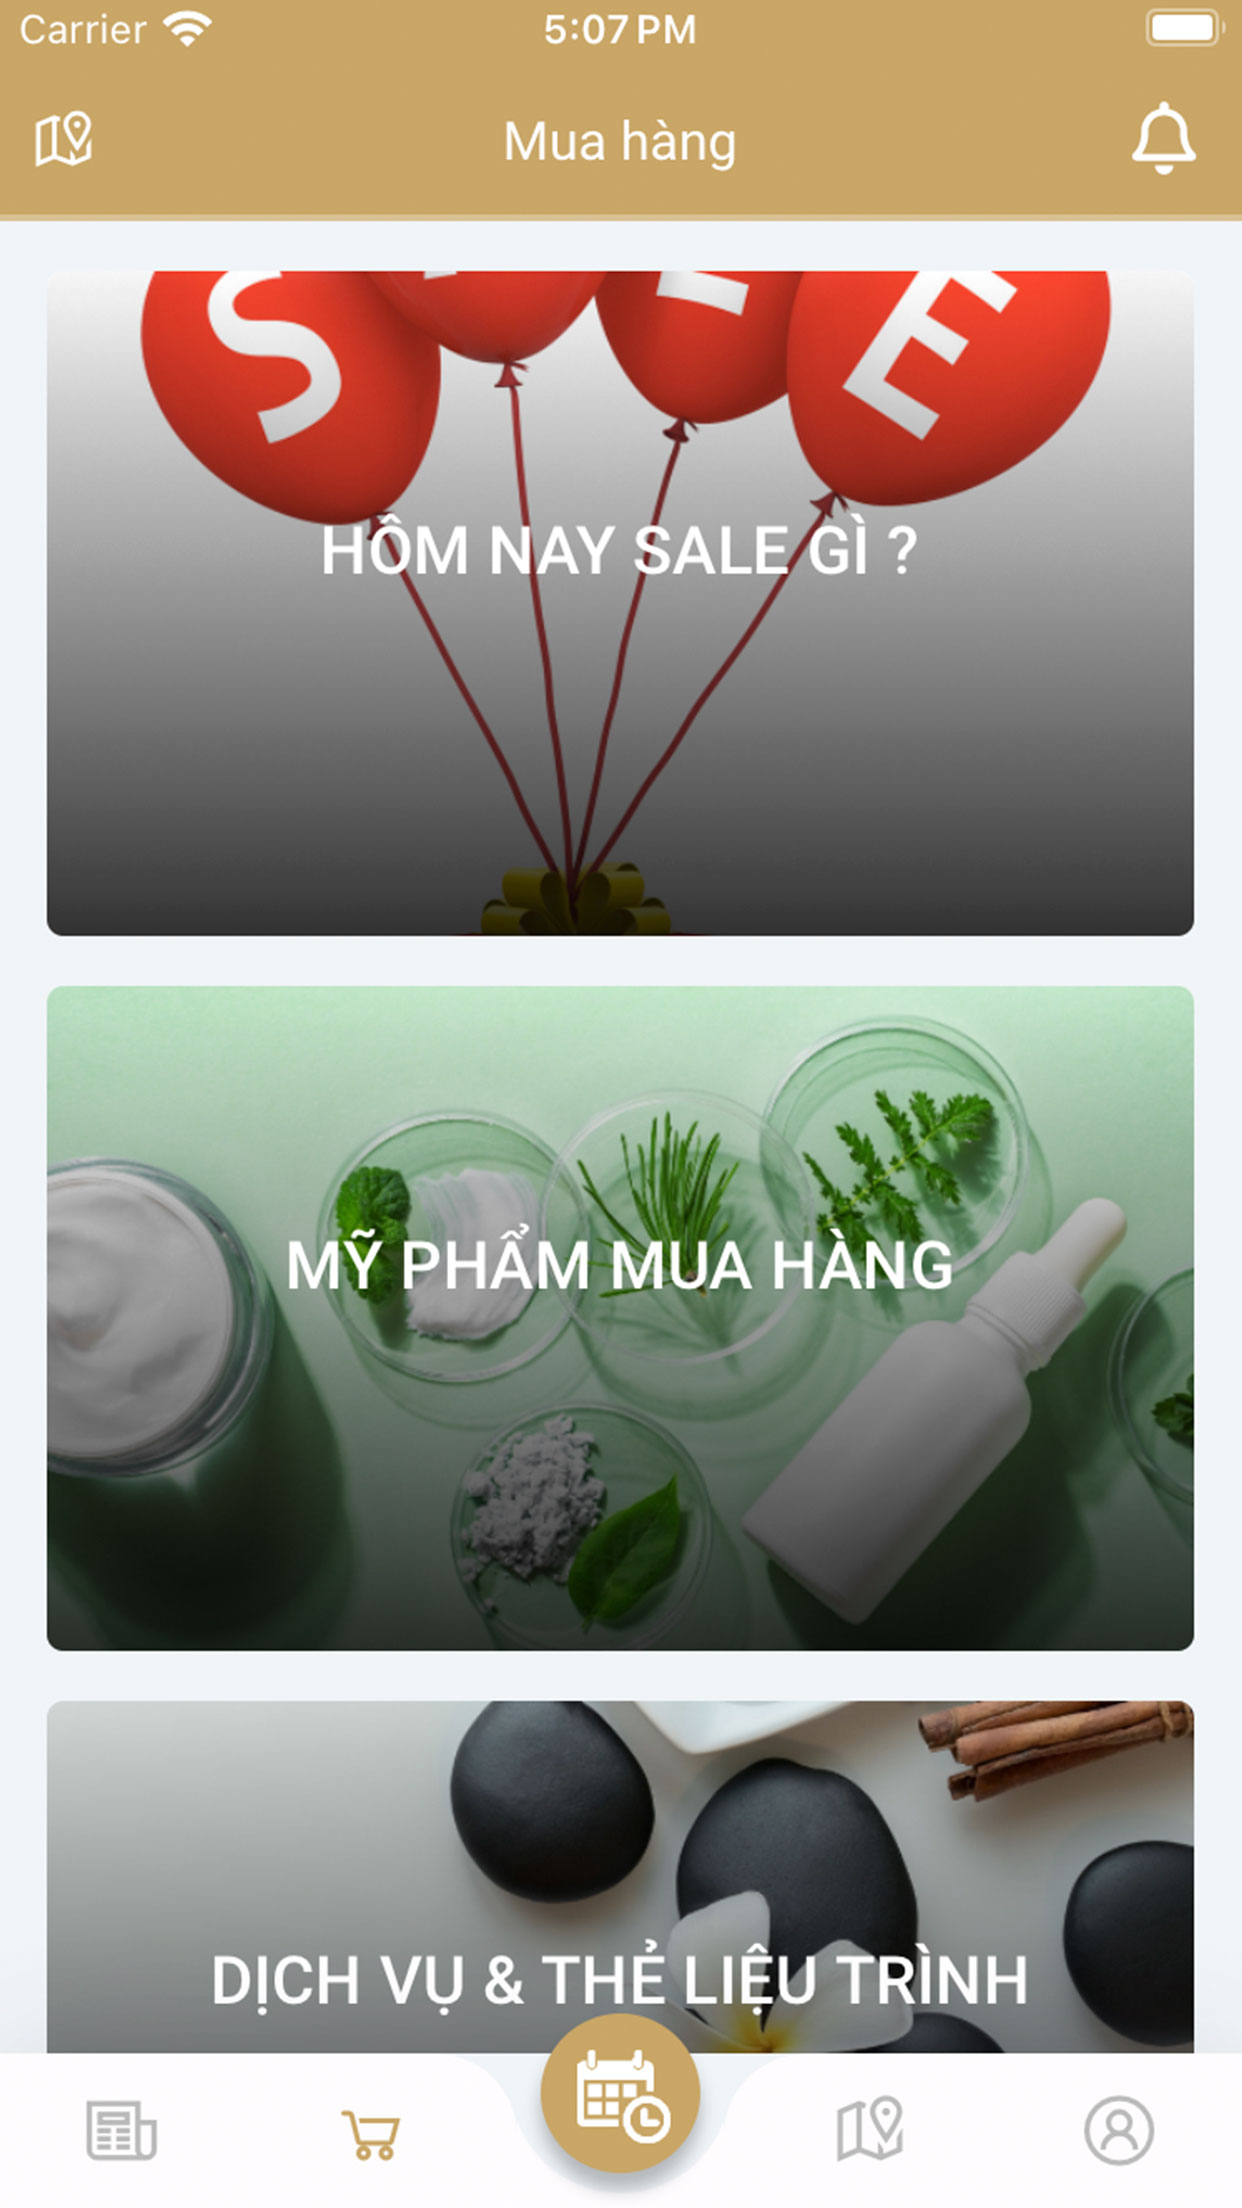 Carrier 5:07 PM
Mua hàng
S E
HÔM NAY SALE GÌ ?
MỸ PHẨM MUA HÀNG
DỊCH VỤ & THẺ LIỆU TRÌNH